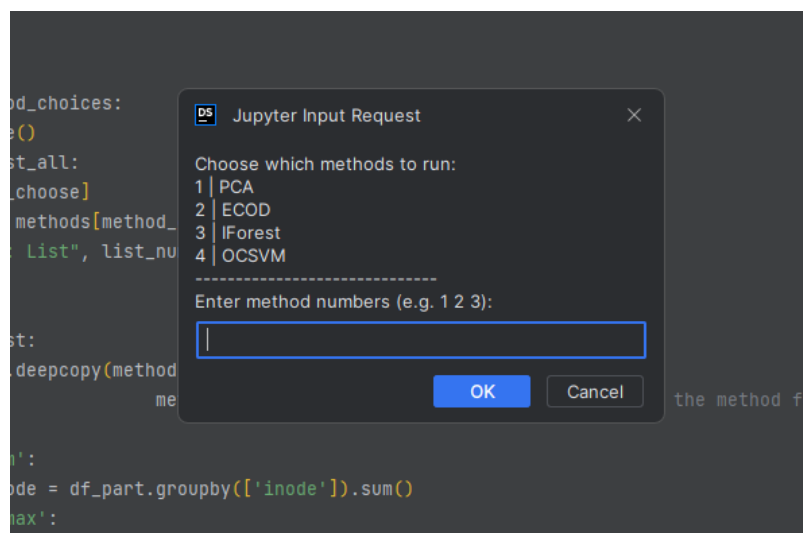 od_choices:
e()
st_all:
_choose]
methods[method_
: List", list_nu
st:
.deepcopy(method
me
the method f
m':
ode = df_part.groupby(['inode']).sum()
max':
DS
Jupyter Input Request
Choose which methods to run:
1 | PCA
2 | ECOD
3 | IForest
4 | OCSVM
------------------------------
Enter method numbers (e.g. 1 2 3):
OK
Cancel